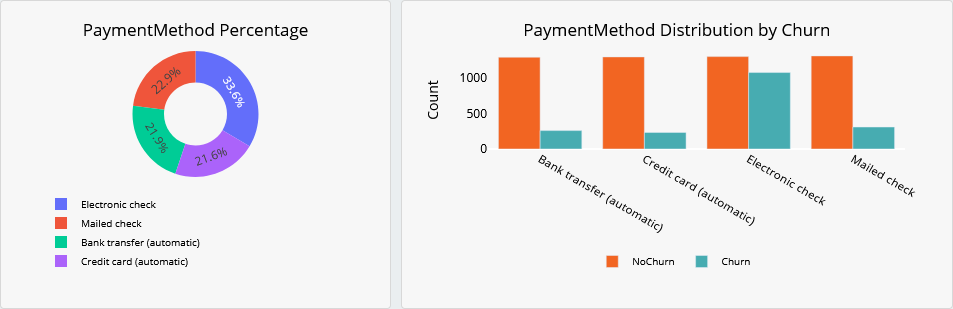 PaymentMethod Percentage
33.6%
22.9%
21.9%
21.6%
Electronic check
Mailed check
Bank transfer (automatic)
Credit card (automatic)
PaymentMethod Distribution by Churn
Count
1000
500
0
Bank transfer (automatic)
Credit card (automatic)
Electronic check
Mailed check
NoChurn
Churn